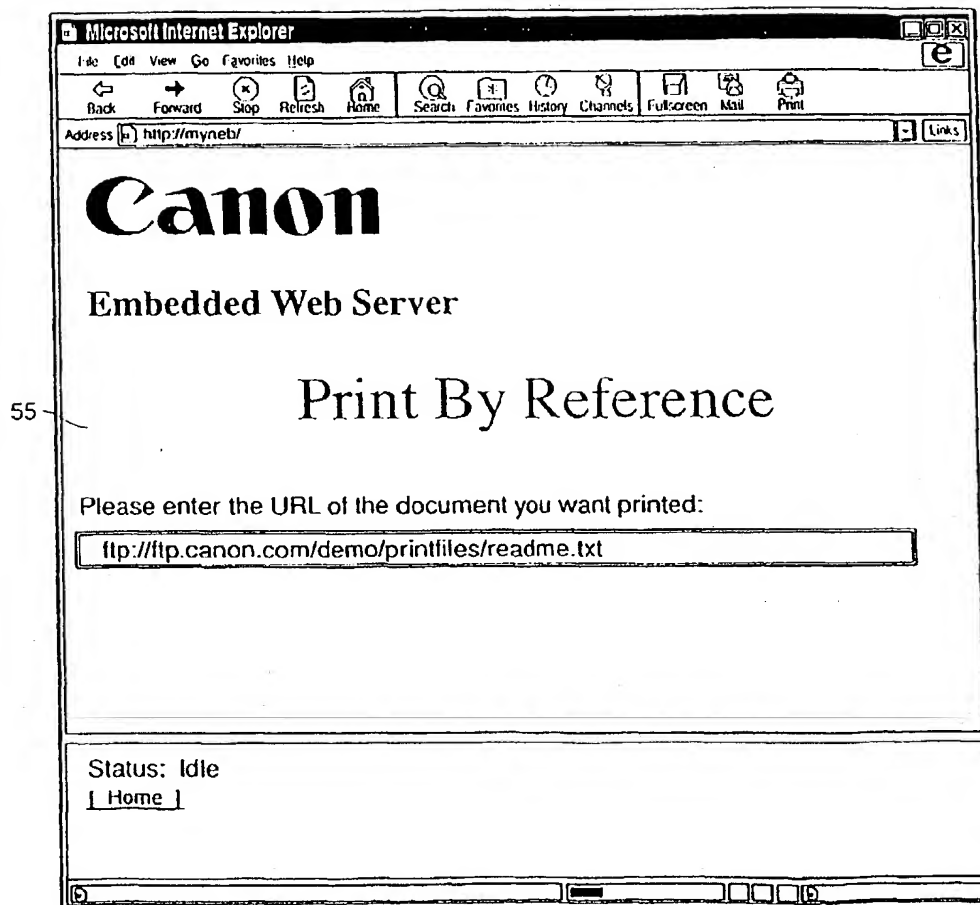 Microsoft Internet Explorer
File Edit View Go Favorites Help
Back Forward Stop Refresh Home Search Favorites History Channels Fullscreen Mail Print
Address http://myneb/ Links
Canon
Embedded Web Server
Print By Reference
55
Please enter the URL of the document you want printed:
ftp://ftp.canon.com/demo/printfiles/readme.txt
Status: Idle
[ Home ]